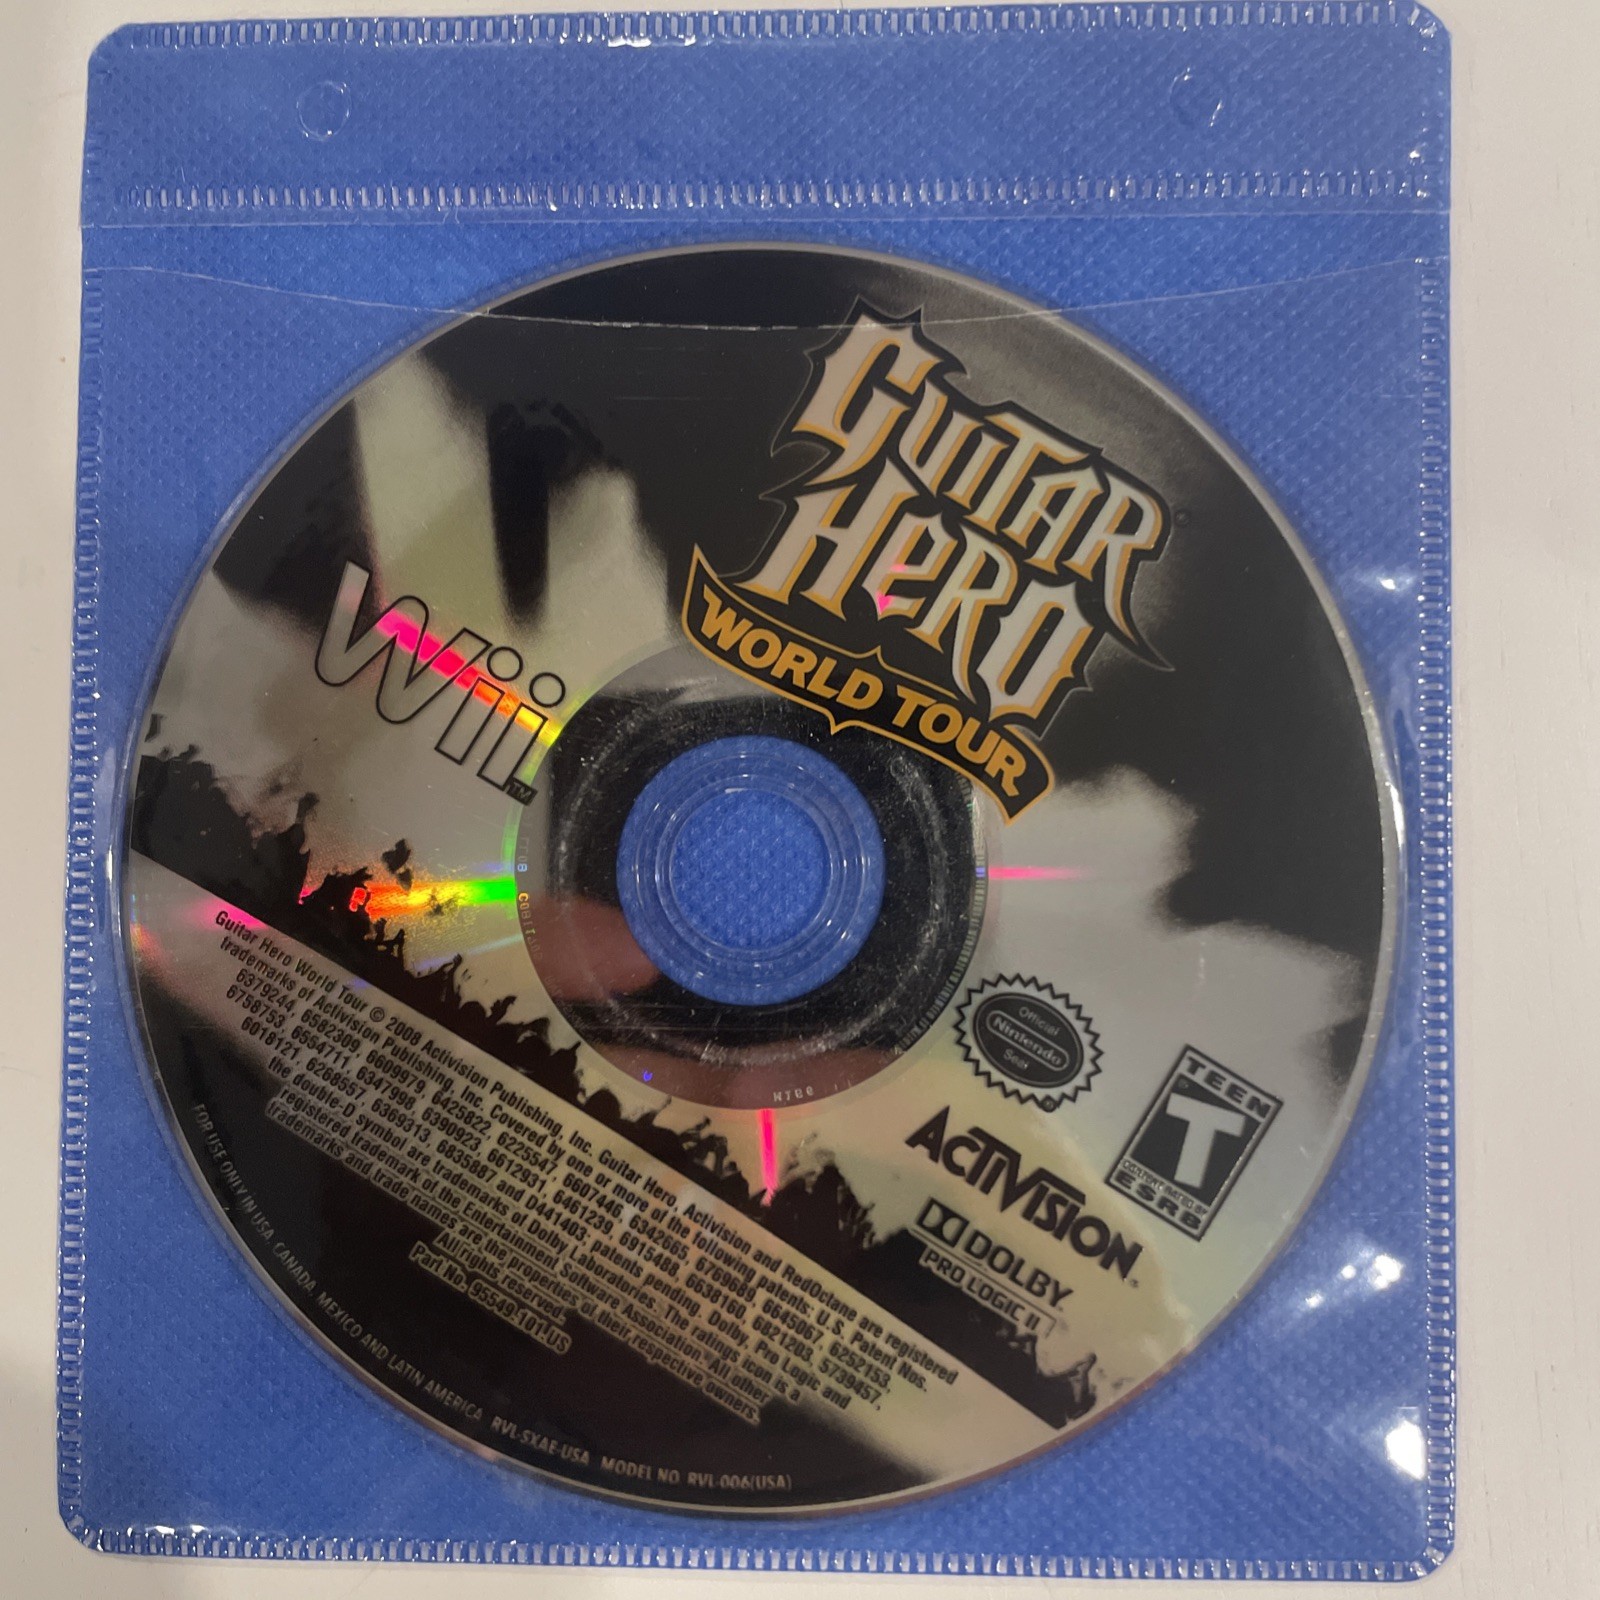 GUITAR
HERO
WORLD TOUR
Wii
TM
Official
Nintendo
Seal
TEEN
T
CONTENT RATED BY
ESRB
ACTIVISION
DOLBY
PRO LOGIC II
Guitar Hero World Tour © 2008 Activision Publishing, Inc. Guitar Hero, Activision and RedOctane are registered
trademarks of Activision Publishing, Inc. Covered by one or more of the following patents: U.S. Patent Nos.
6379244, 6582309, 6609979, 6425822, 6225547, 6607446, 6342665, 6769689, 6645067, 6252153,
6758753, 6554711, 6347998, 6390923, 6612931, 6461239, 6915488, 6638160, 6821203, 5739457,
6018121, 6268557, 6369313, 6835887 and D441403, patents pending. Dolby, Pro Logic and
the double-D symbol are trademarks of Dolby Laboratories. The ratings icon is a
registered trademark of the Entertainment Software Association. All other
trademarks and trade names are the properties of their respective owners.
All rights reserved.
Part No. 95549.101.US
FOR USE ONLY IN USA, CANADA, MEXICO AND LATIN AMERICA RVL-SXAE-USA MODEL NO. RVL-006(USA)